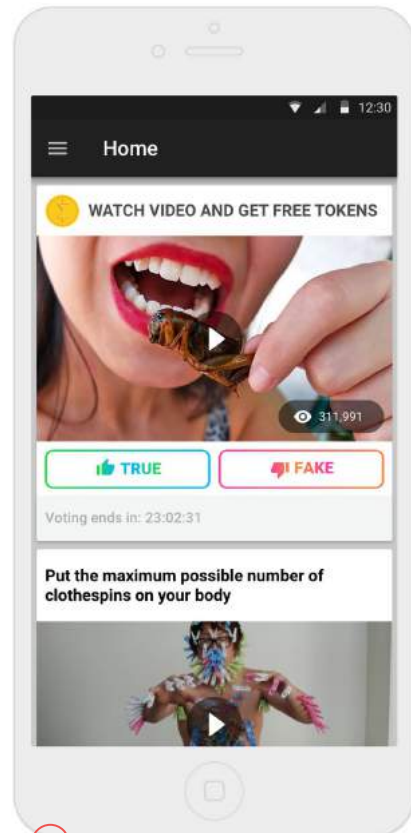 12:30
Home
WATCH VIDEO AND GET FREE TOKENS
311,991
TRUE
FAKE
Voting ends in: 23:02:31
Put the maximum possible number of
clothespins on your body